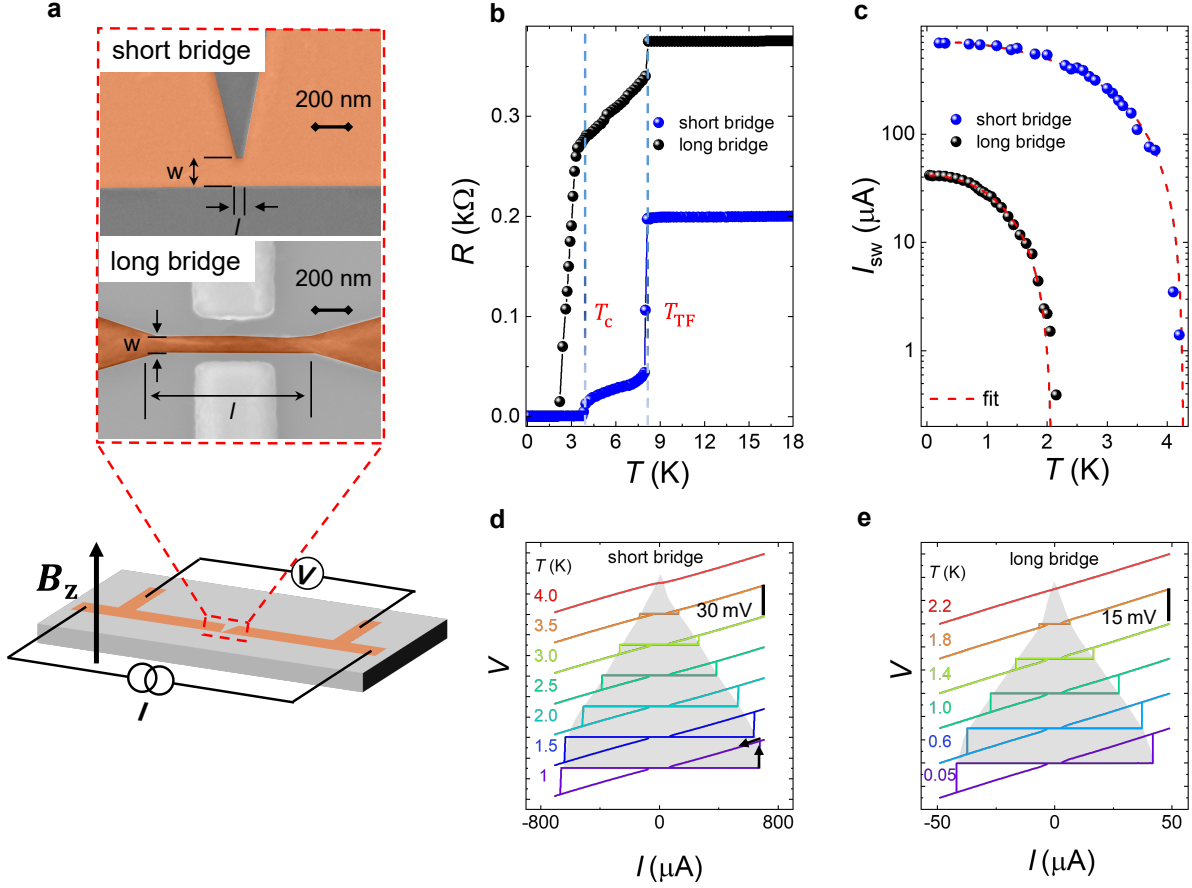 a
short bridge
200 nm
w
l
long bridge
200 nm
w
l
B_z
V
I
b
R (kΩ)
0.3
0.2
0.1
0.0
short bridge
long bridge
T_c
T_TF
0 3 6 9 12 15 18
T (K)
c
I_sw (μA)
100
10
1
short bridge
long bridge
fit
0 1 2 3 4
T (K)
d
V
T (K)
short bridge
4.0
3.5
30 mV
3.0
2.5
2.0
1.5
1
-800 0 800
I (μA)
e
V
T (K)
long bridge
2.2
1.8
15 mV
1.4
1.0
0.6
0.05
-50 0 50
I (μA)